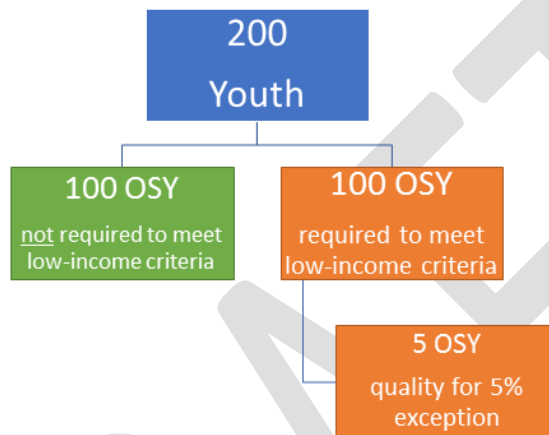 200
Youth
100 OSY
not required to meet
low-income criteria
100 OSY
required to meet
low-income criteria
5 OSY
quality for 5%
exception